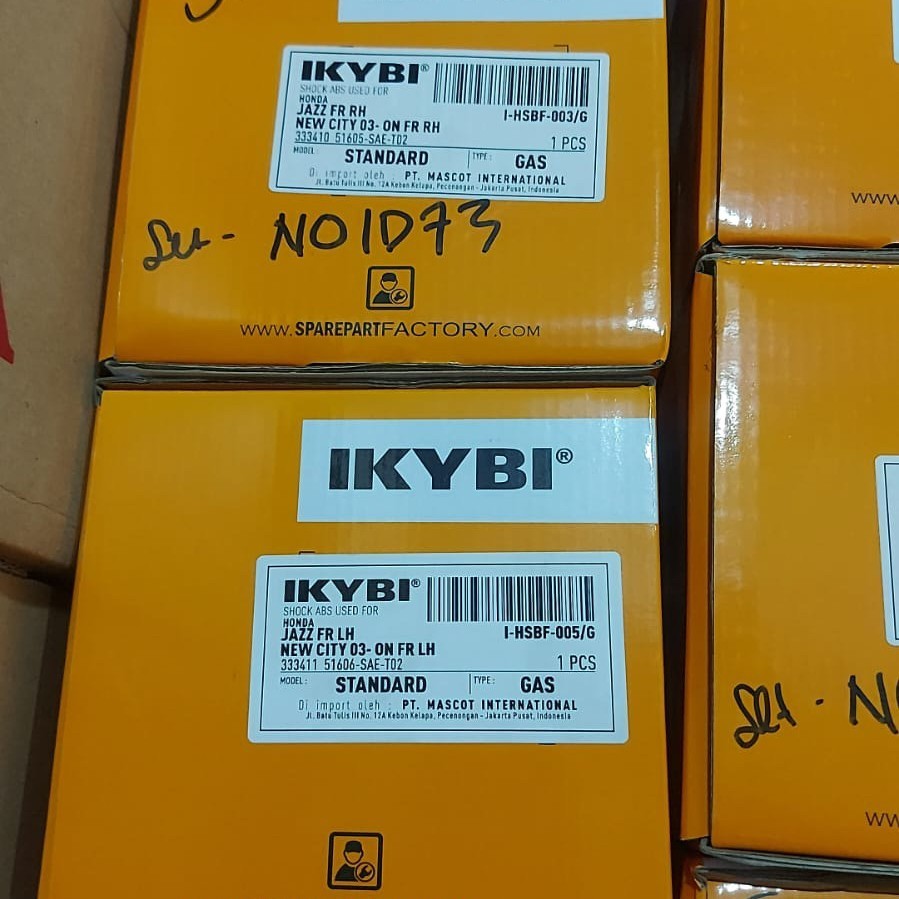 IKYBI®
SHOCK ABS USED FOR
HONDA
JAZZ FR RH
NEW CITY 03- ON FR RH
I-HSBF-003/G
333410 51605-SAE-T02
1 PCS
MODEL: STANDARD TYPE: GAS
Di import oleh : PT. MASCOT INTERNATIONAL
Jl. Batu Tulis III No. 12A Kebon Kelapa, Pecenongan - Jakarta Pusat, Indonesia
Set - NO1D73
WWW.SPAREPARTFACTORY.COM
IKYBI®
IKYBI®
SHOCK ABS USED FOR
HONDA
JAZZ FR LH
NEW CITY 03- ON FR LH
I-HSBF-005/G
333411 51606-SAE-T02
1 PCS
MODEL: STANDARD TYPE: GAS
Di import oleh : PT. MASCOT INTERNATIONAL
Jl. Batu Tulis III No. 12A Kebon Kelapa, Pecenongan - Jakarta Pusat, Indonesia
WWW
Set - N
WW